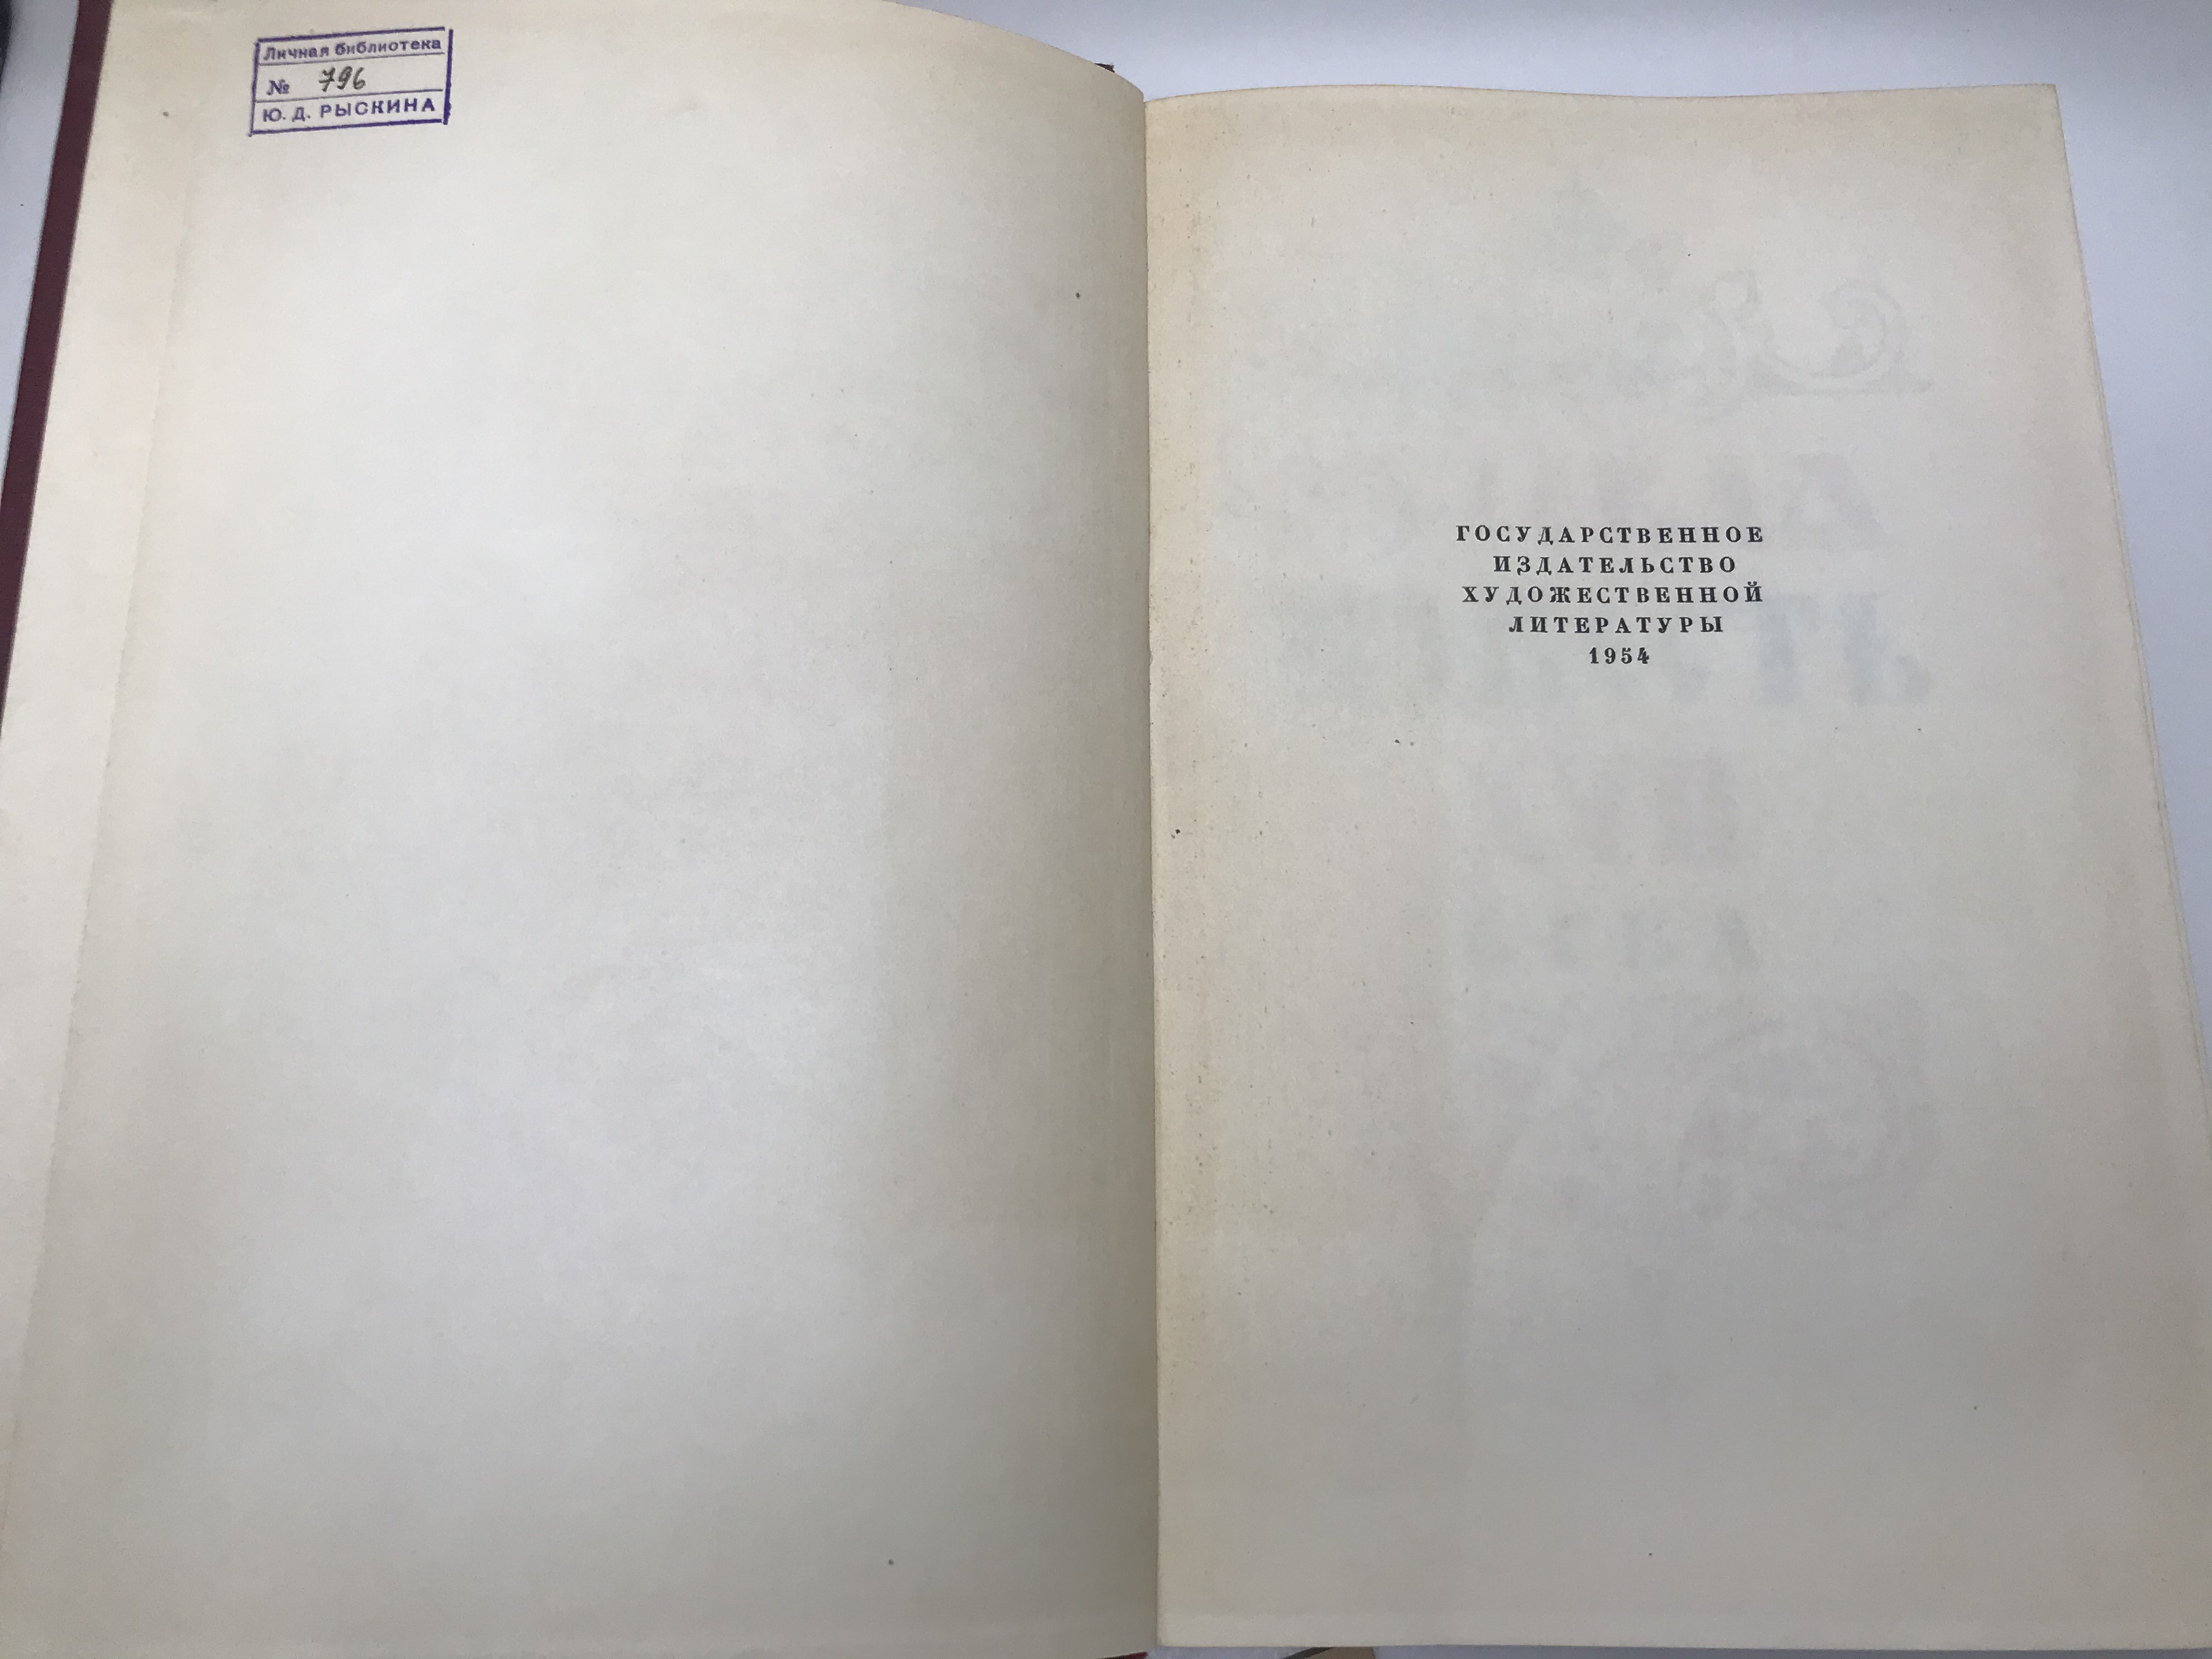 Личная библиотека
№ 796
Ю. Д. РЫСКИНА
ГОСУДАРСТВЕННОЕ
ИЗДАТЕЛЬСТВО
ХУДОЖЕСТВЕННОЙ
ЛИТЕРАТУРЫ
1954